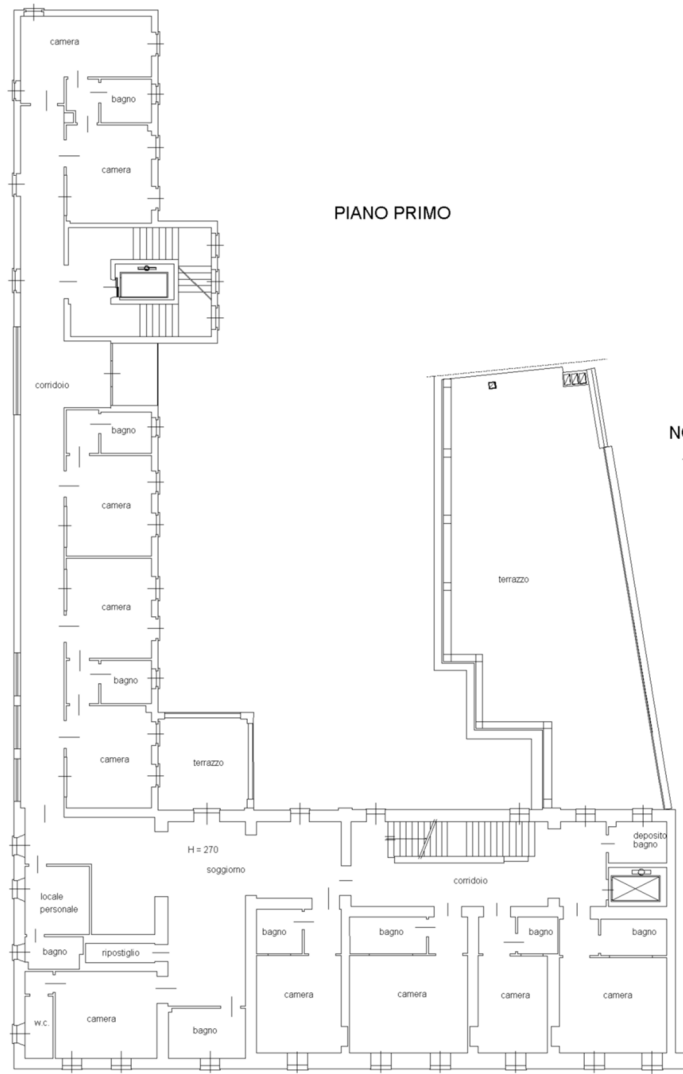 camera
bagno
camera
PIANO PRIMO
corridoio
bagno
camera
terrazzo
camera
bagno
camera
terrazzo
H = 270
soggiorno
deposito
bagno
corridoio
locale
personale
bagno
ripostiglio
bagno
bagno
bagno
bagno
camera
camera
camera
camera
camera
w.c.
bagno